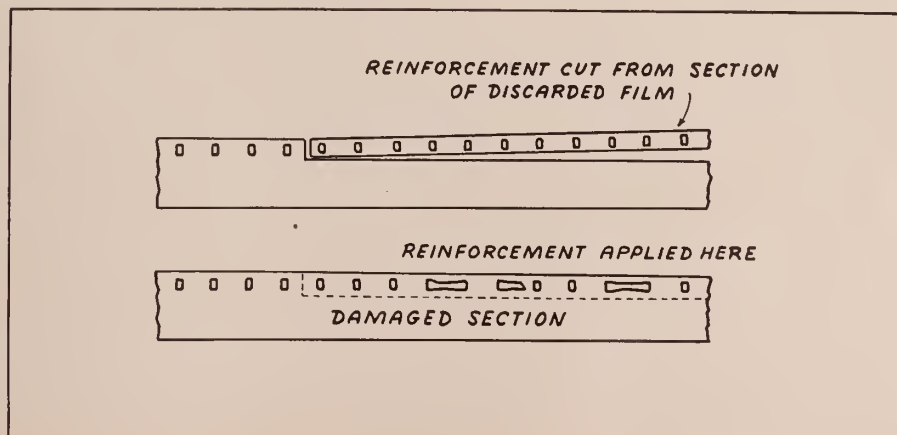 REINFORCEMENT CUT FROM SECTION
OF DISCARDED FILM
REINFORCEMENT APPLIED HERE
DAMAGED SECTION